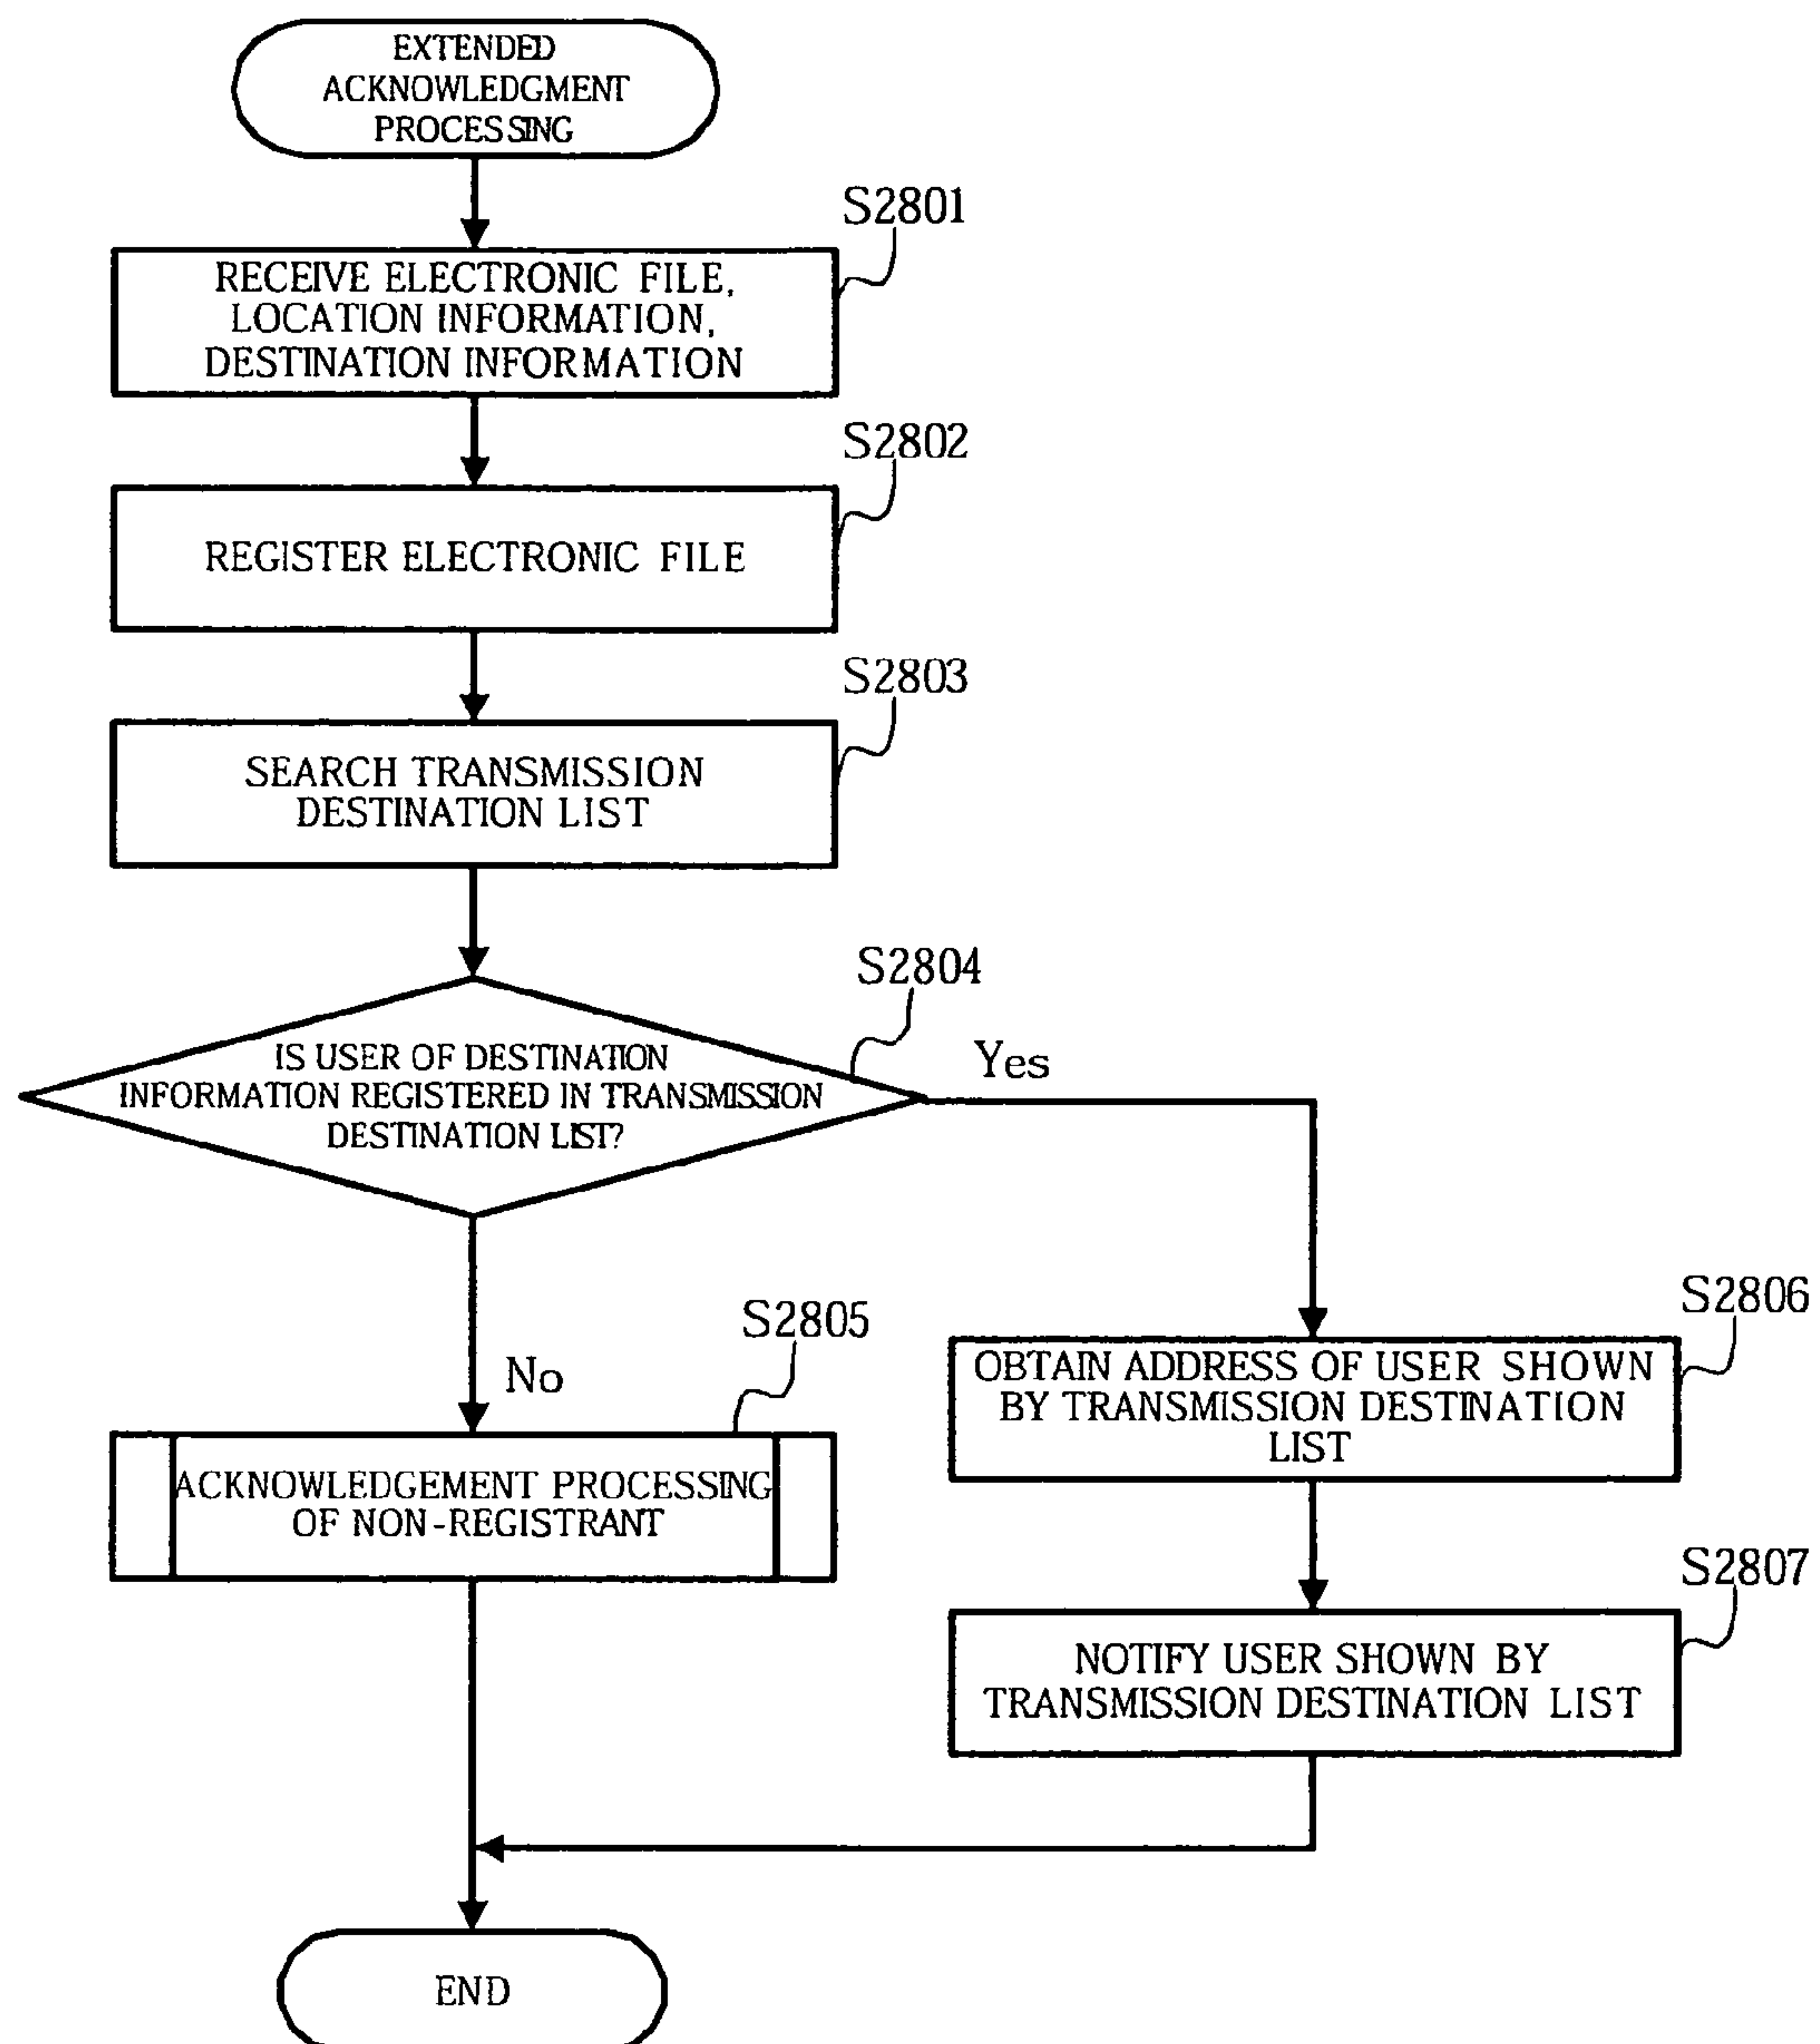 EXTENDED
ACKNOWLEDGMENT
PROCESSING
S2801
RECEIVE ELECTRONIC FILE,
LOCATION INFORMATION,
DESTINATION INFORMATION
S2802
REGISTER ELECTRONIC FILE
S2803
SEARCH TRANSMISSION
DESTINATION LIST
S2804
IS USER OF DESTINATION
INFORMATION REGISTERED IN TRANSMISSION
DESTINATION LIST?
Yes
No
S2805
ACKNOWLEDGEMENT PROCESSING
OF NON-REGISTRANT
S2806
OBTAIN ADDRESS OF USER SHOWN
BY TRANSMISSION DESTINATION
LIST
S2807
NOTIFY USER SHOWN BY
TRANSMISSION DESTINATION LIST
END